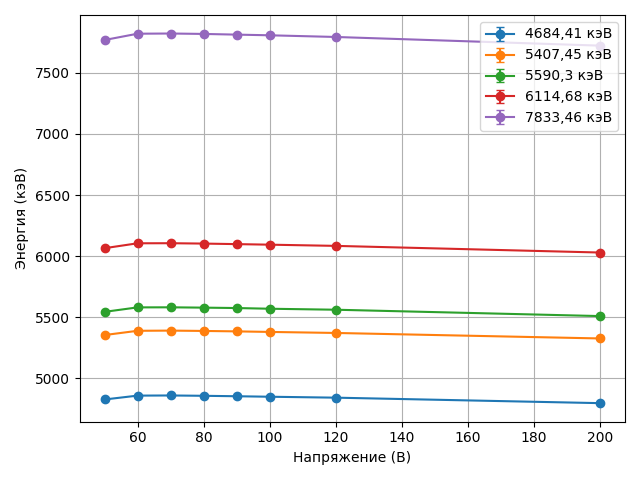 4684,41 кэВ
5407,45 кэВ
5590,3 кэВ
6114,68 кэВ
7833,46 кэВ
Энергия (кэВ)
7500
7000
6500
6000
5500
5000
60 80 100 120 140 160 180 200
Напряжение (В)